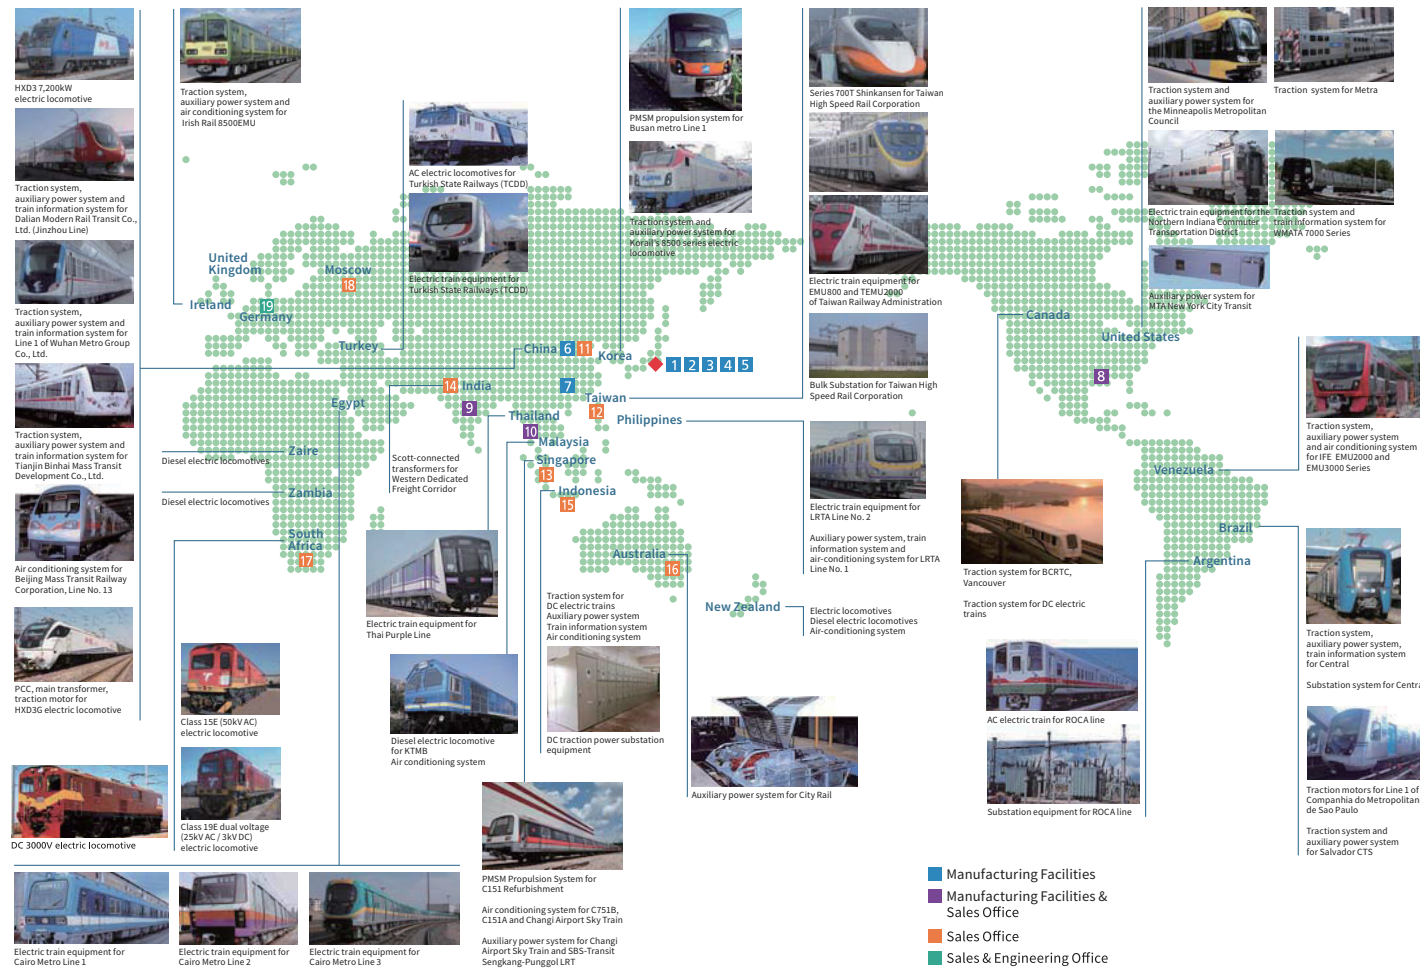 HXD3 7,200kW
electric locomotive
Traction system,
auxiliary power system and
train information system for
Dalian Modern Rail Transit Co.,
Ltd. (Jinzhou Line)
Traction system,
auxiliary power system and
train information system for
Line 1 of Wuhan Metro Group
Co., Ltd.
Traction system,
auxiliary power system and
train information system for
Tianjin Binhai Mass Transit
Development Co., Ltd.
Air conditioning system for
Beijing Mass Transit Railway
Corporation, Line No. 13
PCC, main transformer,
traction motor for
HXD3G electric locomotive
Traction system,
auxiliary power system and
air conditioning system for
Irish Rail 8500EMU
AC electric locomotives for
Turkish State Railways (TCDD)
Electric train equipment for
Turkish State Railways (TCDD)
PMSM propulsion system for
Busan metro Line 1
Traction system and
auxiliary power system for
Korail's 8500 series electric
locomotive
Series 700T Shinkansen for Taiwan
High Speed Rail Corporation
Electric train equipment for
EMU800 and TEMU2000
of Taiwan Railway Administration
Bulk Substation for Taiwan High
Speed Rail Corporation
Traction system and
auxiliary power system for
the Minneapolis Metropolitan
Council
Traction system for Metra
Electric train equipment for the
Northern Indiana Commuter
Transportation District
Traction system and
train information system for
WMATA 7000 Series
Auxiliary power system for
MTA New York City Transit
United
Kingdom
Ireland
19
Germany
Moscow
18
Turkey
China 6 11
Korea
1 2 3 4 5
14 India
7
9
Egypt
Taiwan
12
Thailand
10
Philippines
Malaysia
Singapore
13
Indonesia
15
Zaire
Diesel electric locomotives
Zambia
Diesel electric locomotives
South
Africa
17
Australia
16
New Zealand
Canada
United States
8
Venezuela
Brazil
Argentina
Scott-connected
transformers for
Western Dedicated
Freight Corridor
Electric train equipment for
LRTA Line No. 2
Auxiliary power system, train
information system and
air-conditioning system for LRTA
Line No. 1
Electric locomotives
Diesel electric locomotives
Air-conditioning system
Traction system for BCRTC,
Vancouver
Traction system for DC electric
trains
Traction system,
auxiliary power system
and air conditioning system
for IFE EMU2000 and
EMU3000 Series
Traction system,
auxiliary power system,
train information system
for Central
Substation system for Centra
Traction motors for Line 1 of
Companhia do Metropolitan
de Sao Paulo
Traction system and
auxiliary power system
for Salvador CTS
AC electric train for ROCA line
Substation equipment for ROCA line
Electric train equipment for
Thai Purple Line
Diesel electric locomotive
for KTMB
Air conditioning system
Traction system for
DC electric trains
Auxiliary power system
Train information system
Air conditioning system
DC traction power substation
equipment
Auxiliary power system for City Rail
Class 15E (50kV AC)
electric locomotive
Class 19E dual voltage
(25kV AC / 3kV DC)
electric locomotive
DC 3000V electric locomotive
Electric train equipment for
Cairo Metro Line 1
Electric train equipment for
Cairo Metro Line 2
Electric train equipment for
Cairo Metro Line 3
PMSM Propulsion System for
C151 Refurbishment
Air conditioning system for C751B,
C151A and Changi Airport Sky Train
Auxiliary power system for Changi
Airport Sky Train and SBS-Transit
Sengkang-Punggol LRT
Manufacturing Facilities
Manufacturing Facilities &
Sales Office
Sales Office
Sales & Engineering Office